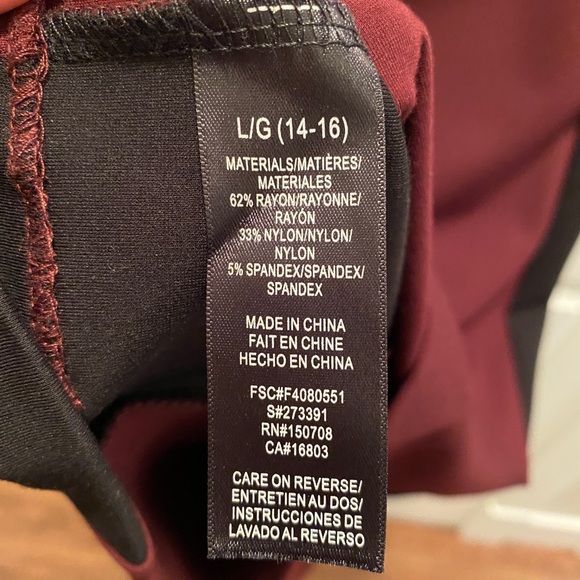 L/G (14-16)
MATERIALS/MATIÈRES/
MATERIALES
62% RAYON/RAYONNE/
RAYÓN
33% NYLON/NYLON/
NYLON
5% SPANDEX/SPANDEX/
SPANDEX
MADE IN CHINA
FAIT EN CHINE
HECHO EN CHINA
FSC#F4080551
S#273391
RN#150708
CA#16803
CARE ON REVERSE/
ENTRETIEN AU DOS/
INSTRUCCIONES DE
LAVADO AL REVERSO